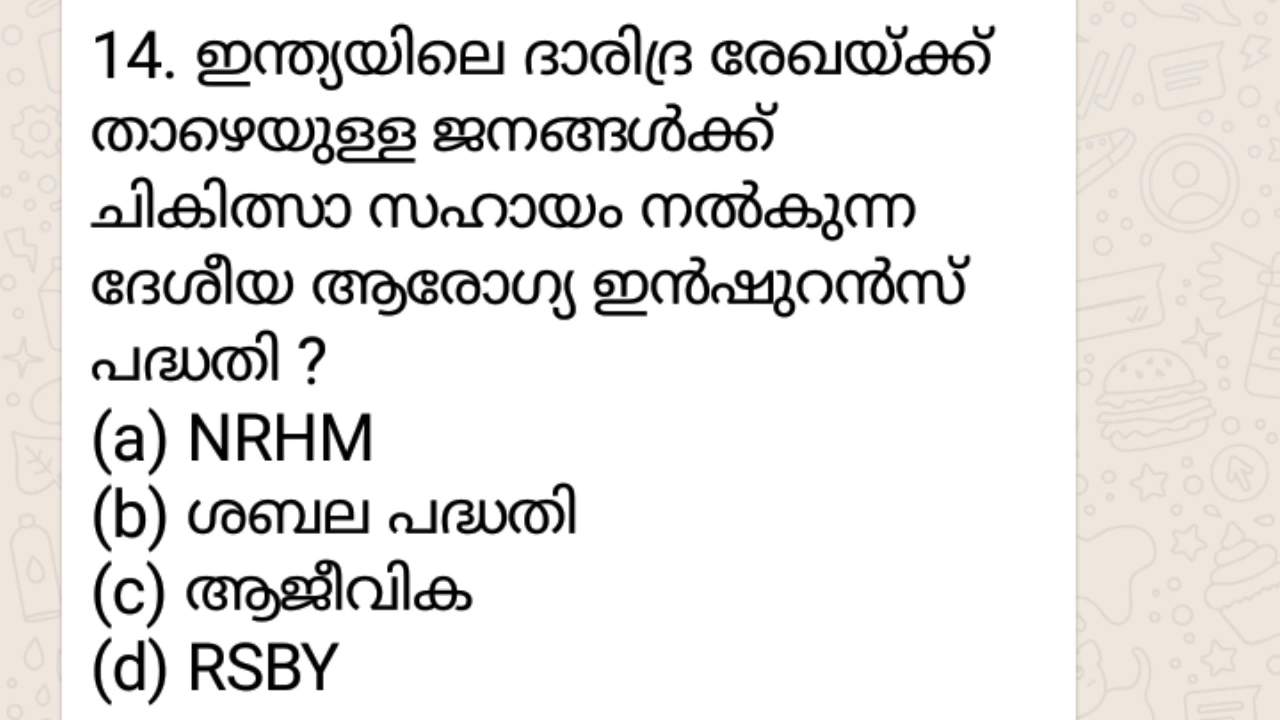 14. ഇന്ത്യയിലെ ദാരിദ്ര രേഖയ്ക്ക്
താഴെയുള്ള ജനങ്ങൾക്ക്
ചികിത്സാ സഹായം നൽകുന്ന
ദേശീയ ആരോഗ്യ ഇൻഷുറൻസ്
പദ്ധതി ?
(a) NRHM
(b) ശബല പദ്ധതി
(c) ആജീവിക
(d) RSBY